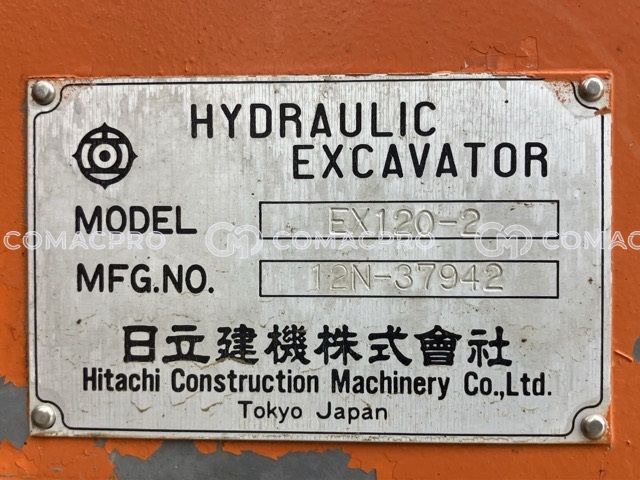 HYDRAULIC
EXCAVATOR
MODEL EX120-2
COMACPRO COMACPRO COMACPRO
MFG.NO. 12N-37942
日立建機株式會社
Hitachi Construction Machinery Co.,Ltd.
Tokyo Japan